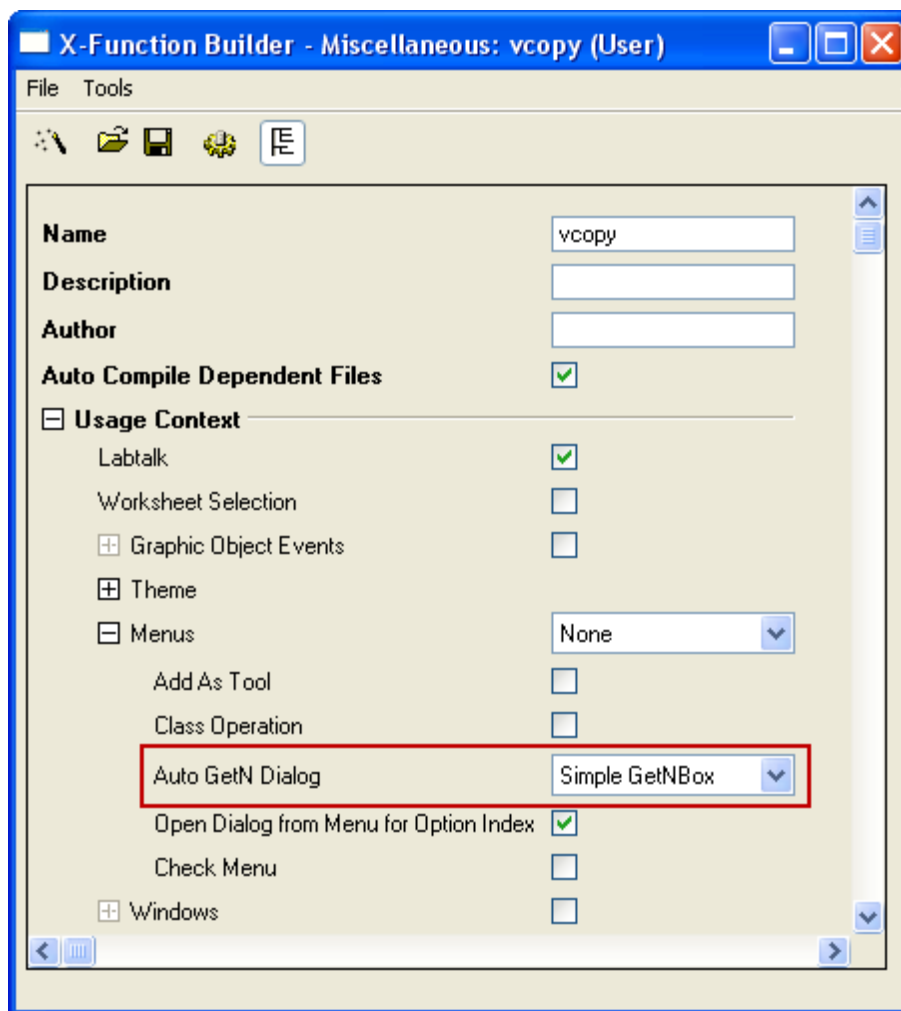 X-Function Builder - Miscellaneous: vcopy (User)
File Tools
Name vcopy
Description
Author
Auto Compile Dependent Files
Usage Context
Labtalk
Worksheet Selection
Graphic Object Events
Theme
Menus None
Add As Tool
Class Operation
Auto GetN Dialog Simple GetNBox
Open Dialog from Menu for Option Index
Check Menu
Windows